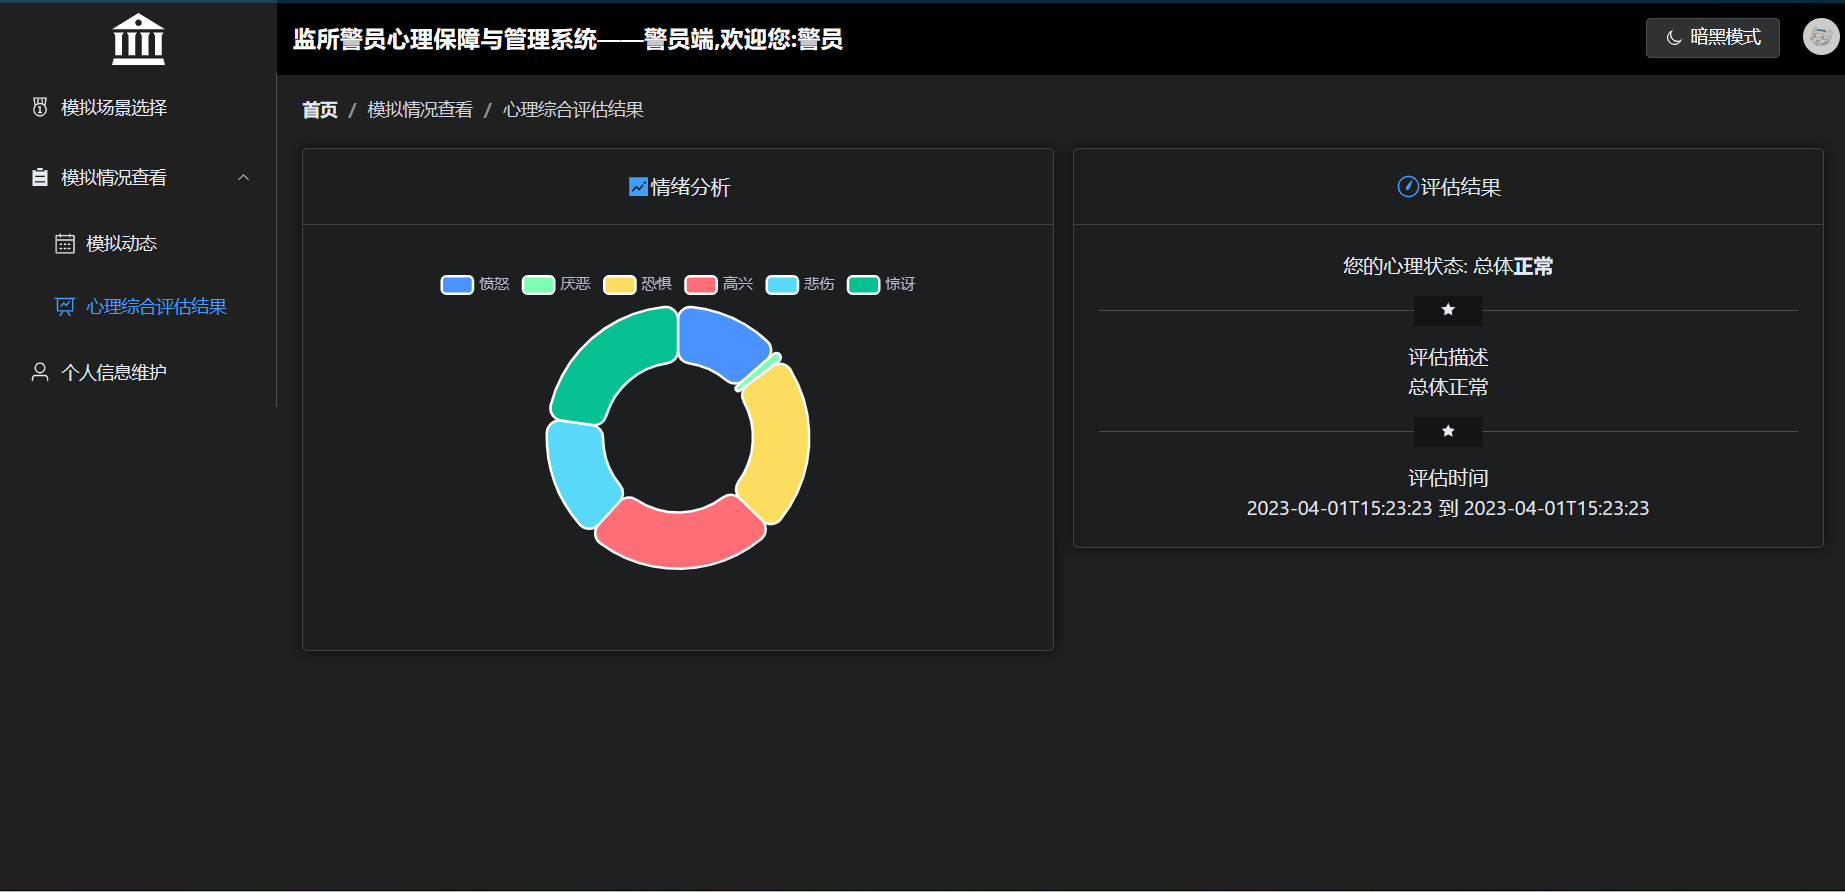 监所警员心理保障与管理系统——警员端,欢迎您:警员
暗黑模式
模拟场景选择
模拟情况查看
模拟动态
心理综合评估结果
个人信息维护
首页 / 模拟情况查看 / 心理综合评估结果
情绪分析
愤怒 厌恶 恐惧 高兴 悲伤 惊讶
评估结果
您的心理状态: 总体正常
评估描述
总体正常
评估时间
2023-04-01T15:23:23 到 2023-04-01T15:23:23